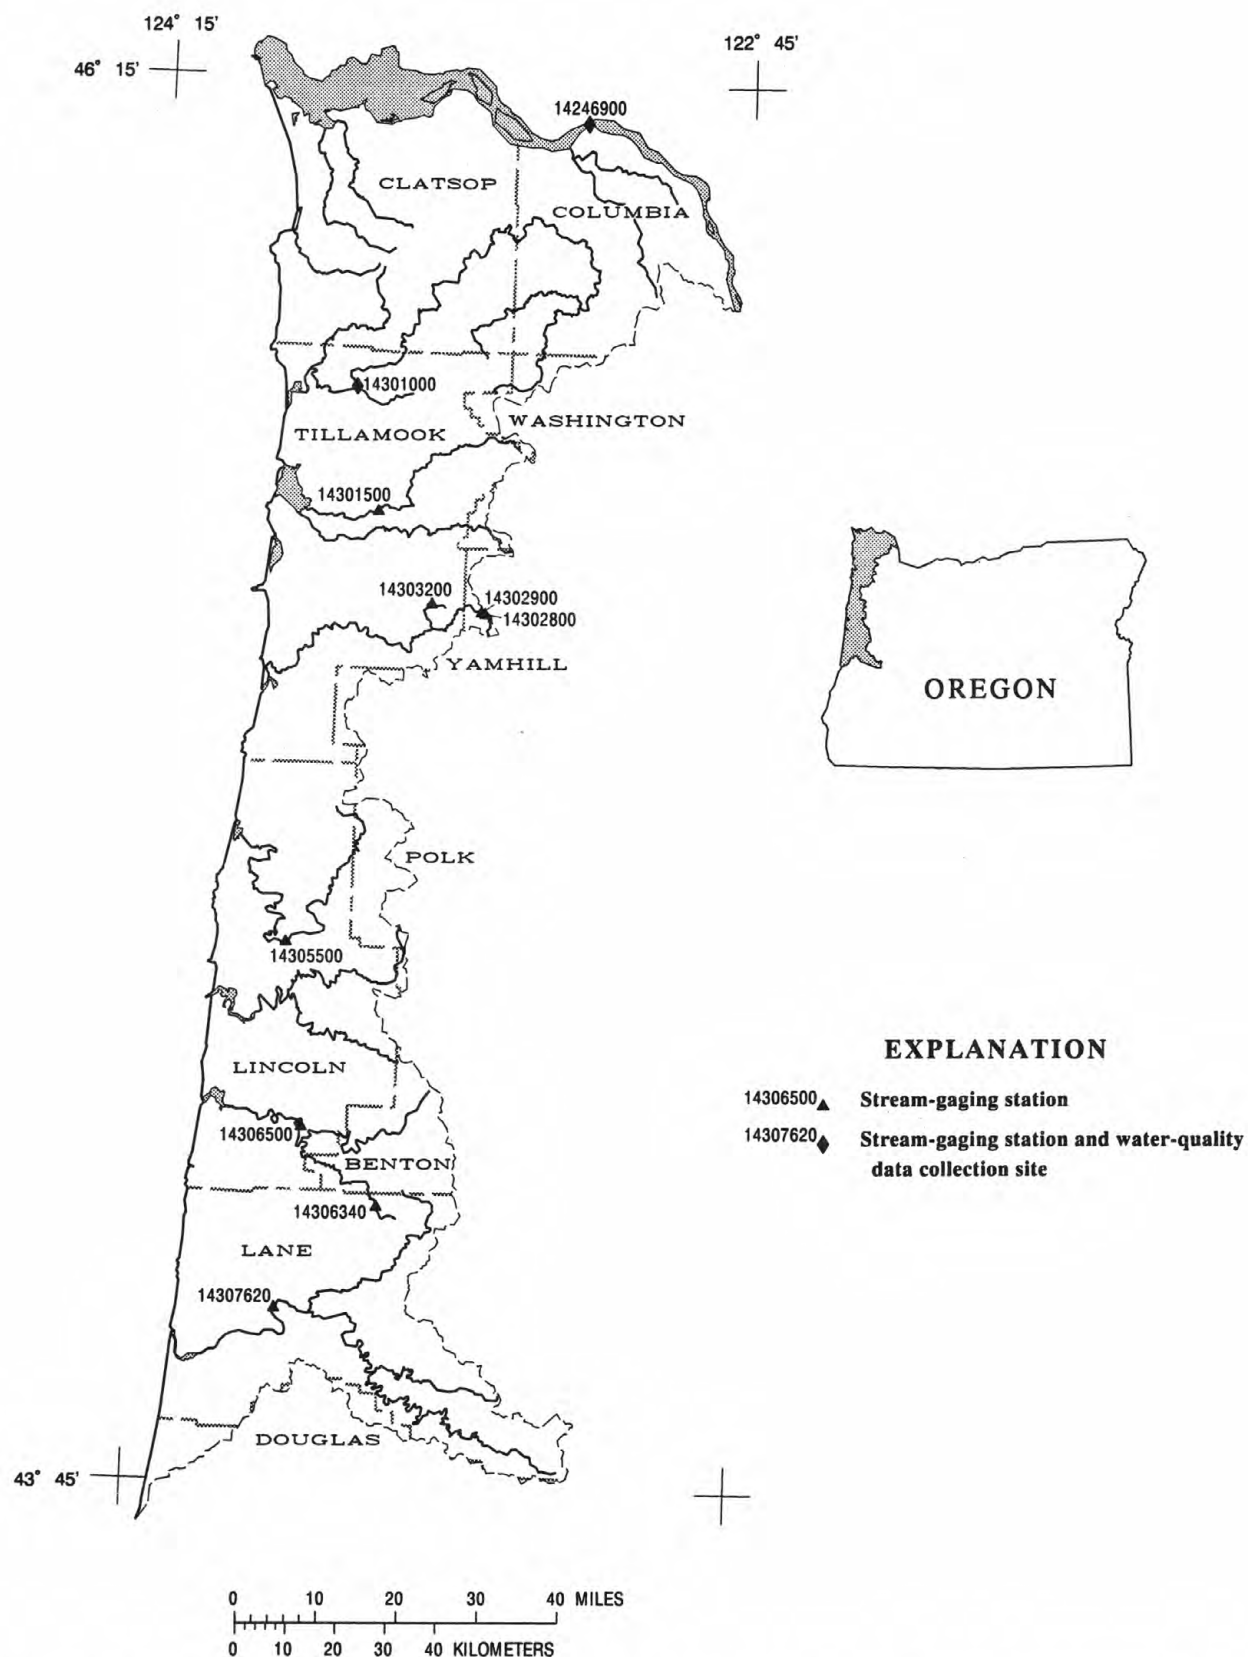 124° 15'
122° 45'
46° 15'
14246900
CLATSOP
COLUMBIA
14301000
WASHINGTON
TILLAMOOK
14301500
14303200
14302900
14302800
YAMHILL
OREGON
POLK
14305500
LINCOLN
EXPLANATION
14306500 Stream-gaging station
14307620 Stream-gaging station and water-quality
data collection site
14306500
BENTON
14306340
LANE
14307620
DOUGLAS
43° 45'
0 10 20 30 40 MILES
0 10 20 30 40 KILOMETERS